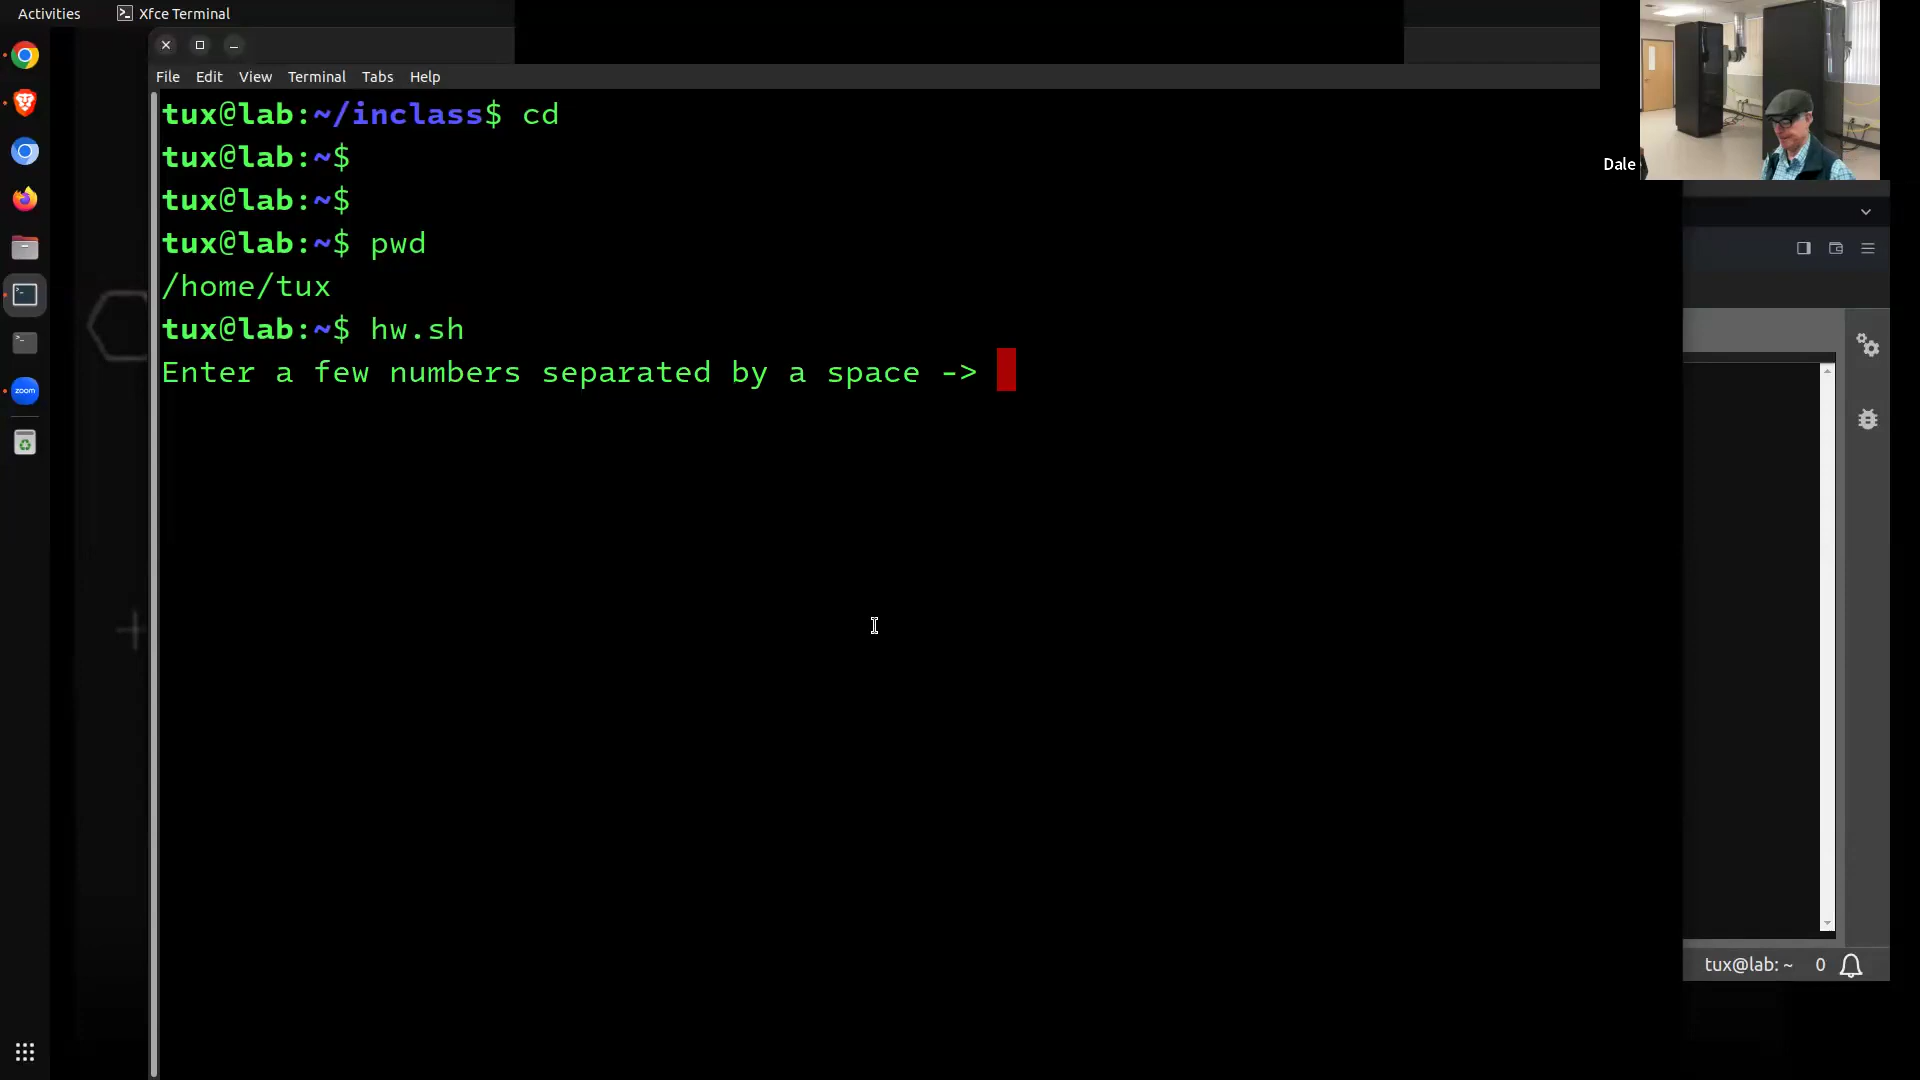 Activities Xfce Terminal
File Edit View Terminal Tabs Help
tux@lab:~/inclass$ cd
tux@lab:~$
tux@lab:~$
tux@lab:~$ pwd
/home/tux
tux@lab:~$ hw.sh
Enter a few numbers separated by a space ->
Dale
zoom
tux@lab: ~ 0